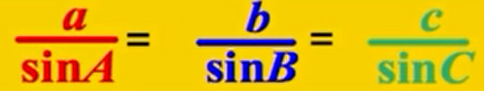 a/sinA = b/sinB = c/sinC